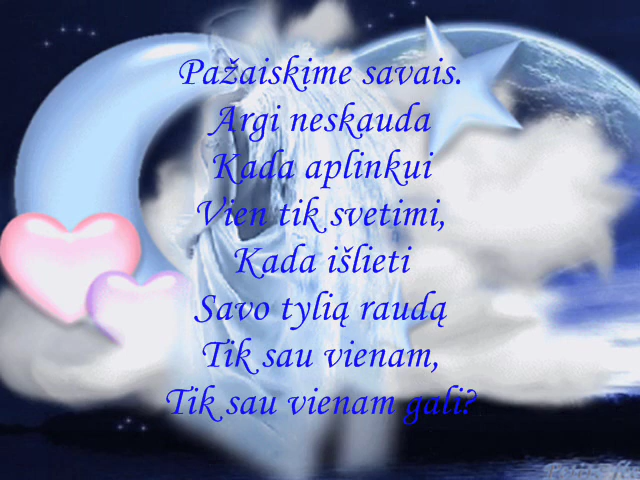 Pažaiskime savais.
Argi neskauda
Kada aplinkui
Vien tik svetimi,
Kada išlieti
Savo tylią raudą
Tik sau vienam,
Tik sau vienam gali?